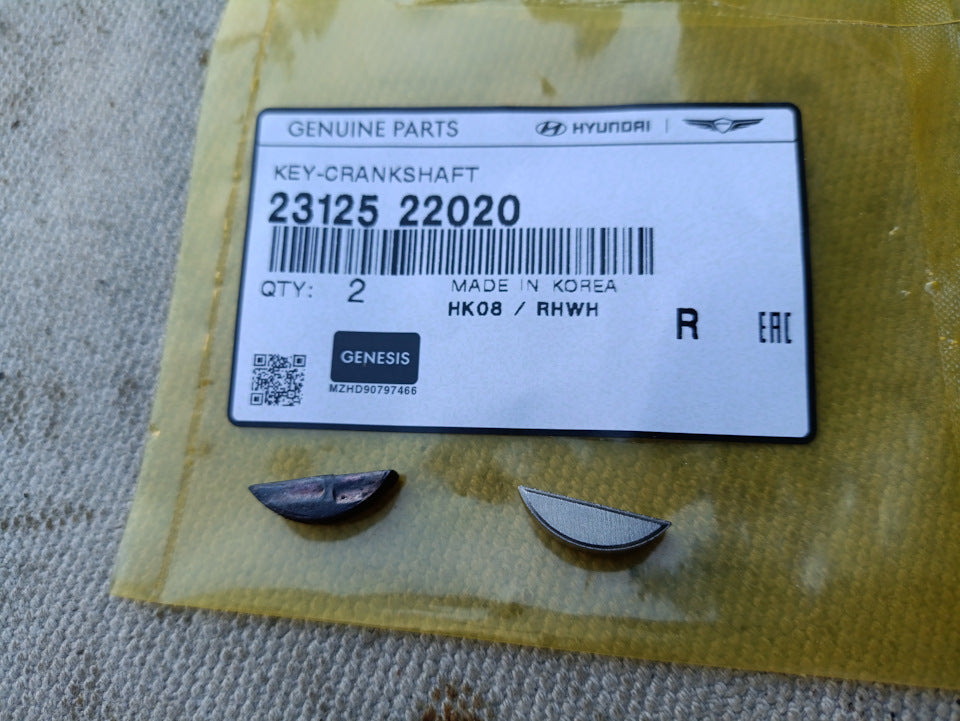 GENUINE PARTS HYUNDAI
KEY-CRANKSHAFT
23125 22020
QTY: 2 MADE IN KOREA
HK08 / RHWH
R EAC
GENESIS
MZHD90797466